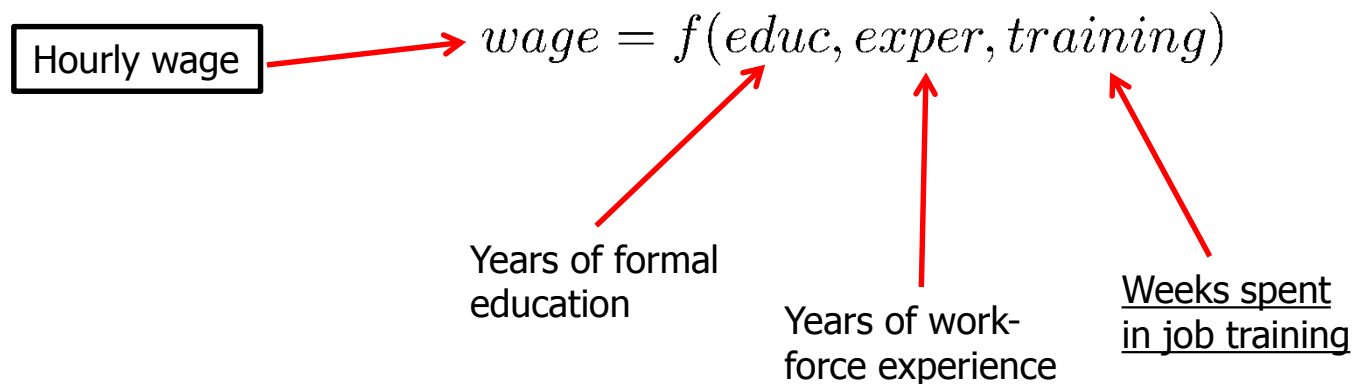 Hourly wage
wage = f(educ, exper, training)
Years of formal
education
Years of work-
force experience
Weeks spent
in job training